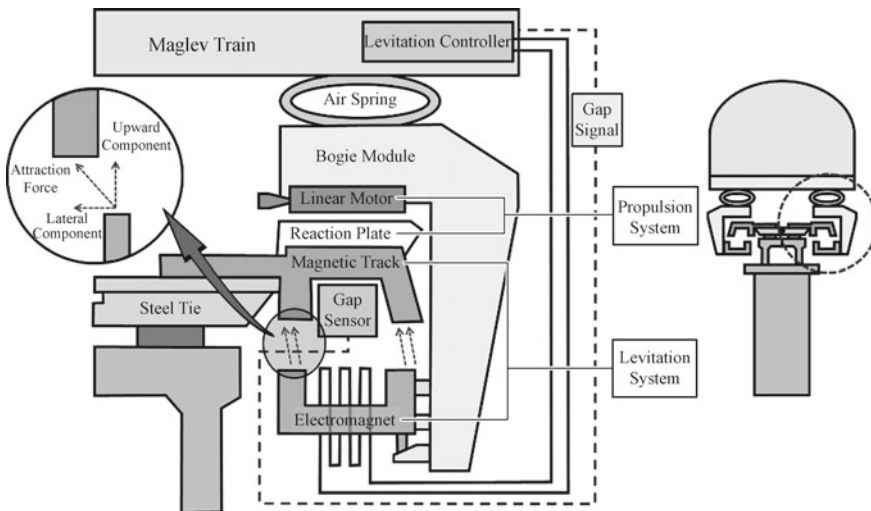 Maglev Train
Levitation Controller
Air Spring
Gap
Signal
Upward
Component
Attraction
Force
Lateral
Component
Bogie Module
Linear Motor
Propulsion
System
Reaction Plate
Magnetic Track
Steel Tie
Gap
Sensor
Levitation
System
Electromagnet